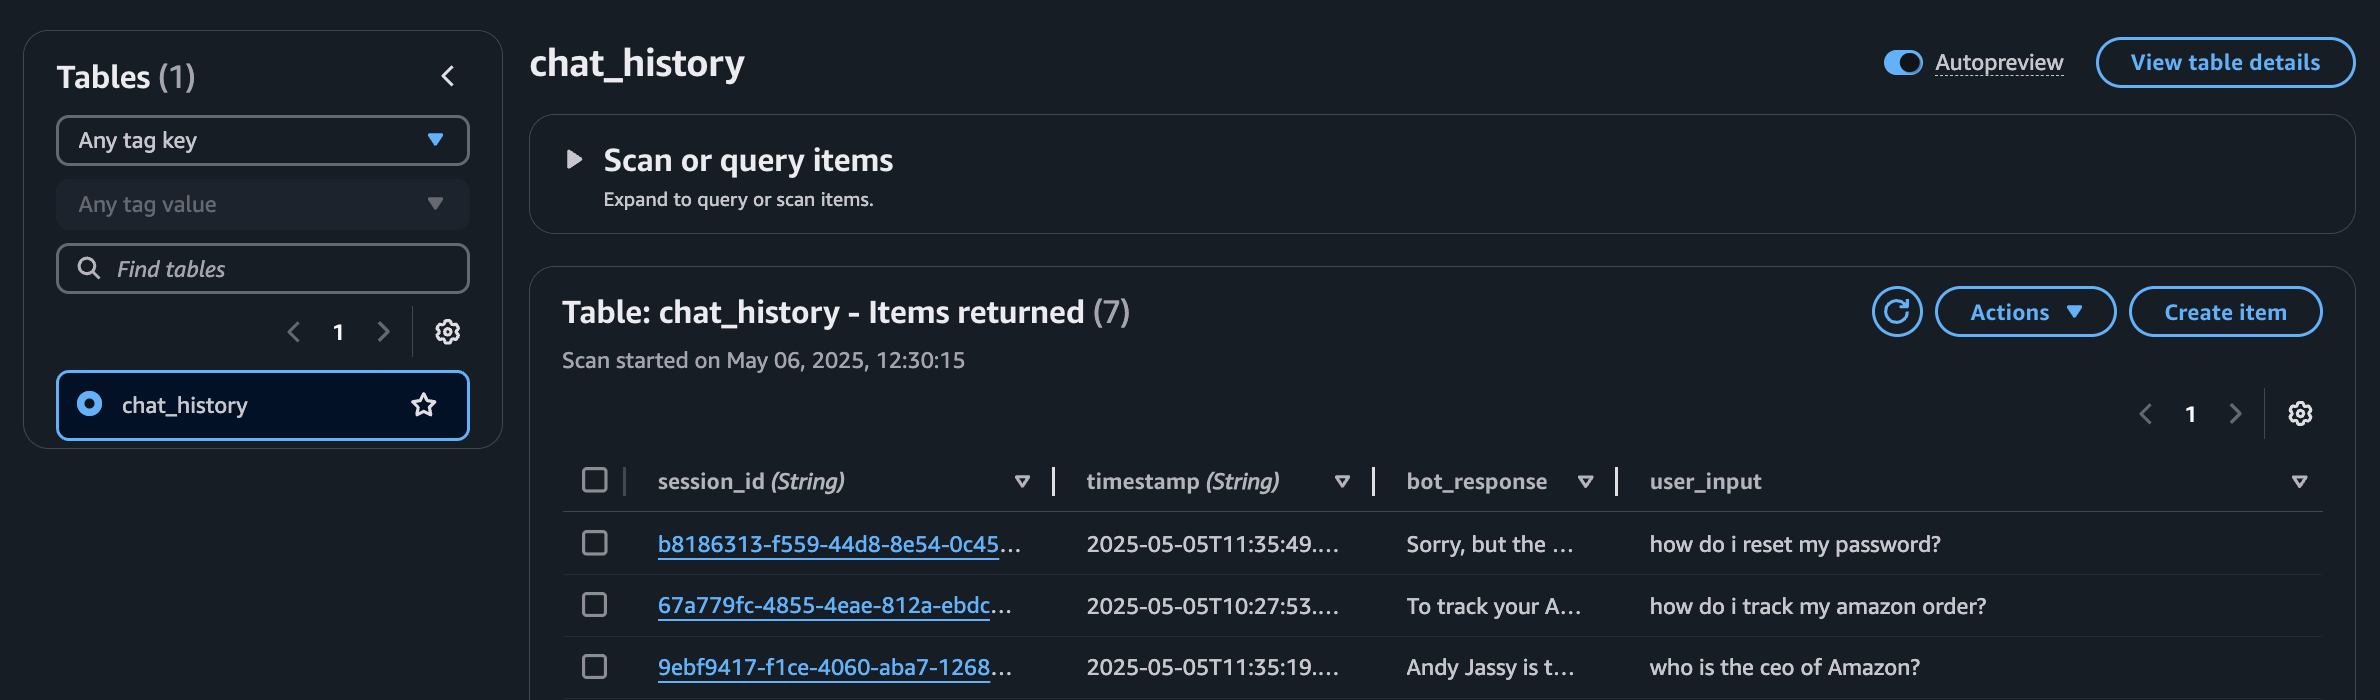 Tables (1)
Any tag key
Any tag value
Find tables
1
chat_history
chat_history
Autopreview
View table details
Scan or query items
Expand to query or scan items.
Table: chat_history - Items returned (7)
Scan started on May 06, 2025, 12:30:15
Actions
Create item
1
session_id (String) timestamp (String) bot_response user_input
b8186313-f559-44d8-8e54-0c45... 2025-05-05T11:35:49.... Sorry, but the ... how do i reset my password?
67a779fc-4855-4eae-812a-ebdc... 2025-05-05T10:27:53.... To track your A... how do i track my amazon order?
9ebf9417-f1ce-4060-aba7-1268... 2025-05-05T11:35:19.... Andy Jassy is t... who is the ceo of Amazon?